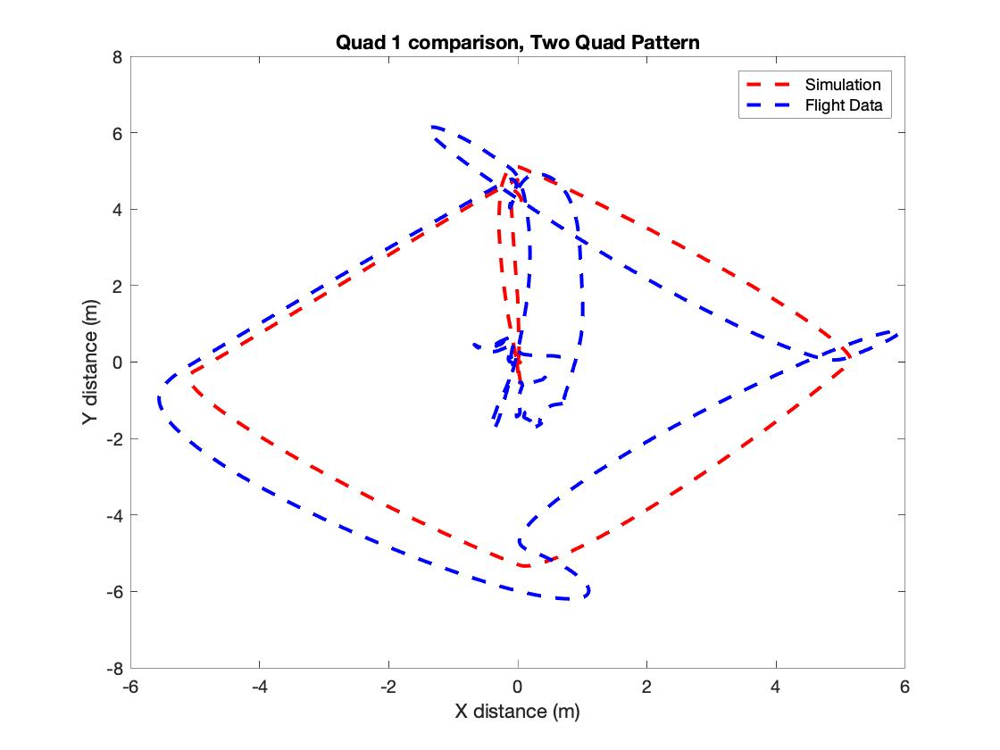 Quad 1 comparison, Two Quad Pattern
8
6
4
2
0
-2
-4
-6
-8
Y distance (m)
Simulation
Flight Data
-6 -4 -2 0 2 4 6
X distance (m)